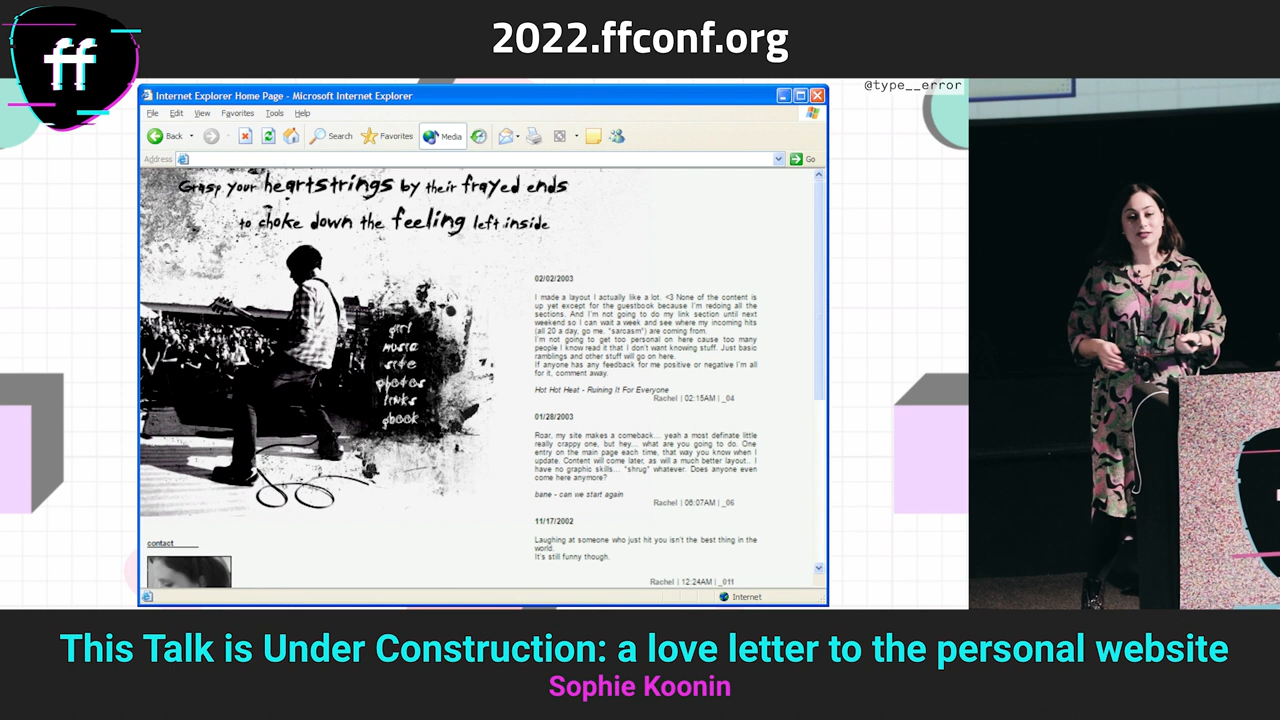 2022.ffconf.org
ff
@type__error
Internet Explorer Home Page - Microsoft Internet Explorer
File Edit View Favorites Tools Help
Back Search Favorites Media
Address Go
Grasp your heartstrings by their frayed ends
to choke down the feeling left inside
girl
music
site
photos
links
gbook
contact
02/02/2003
I made a layout I actually like a lot. <3 None of the content is
up yet except for the guestbook because I'm redoing all the
sections. And I'm not going to do my link section until next
weekend so I can wait a week and see where my incoming hits
(all 20 a day, go me. *sarcasm*) are coming from.
I'm not going to get too personal on here cause too many
people I know read it that I don't want knowing stuff. Just basic
ramblings and other stuff will go on here.
If anyone has any feedback for me positive or negative I'm all
for it, comment away.
Hot Hot Heat - Ruining It For Everyone
Rachel | 02:15AM | _04
01/28/2003
Roar, my site makes a comeback... yeah a most definate little
really crappy one, but hey... what are you going to do. One
entry on the main page each time, that way you know when I
update. Content will come later, as will a much better layout.. I
have no graphic skills... *shrug* whatever. Does anyone even
come here anymore?
bane - can we start again
Rachel | 06:07AM | _06
11/17/2002
Laughing at someone who just hit you isn't the best thing in the
world.
It's still funny though.
Rachel | 12:24AM | _011
Internet
This Talk is Under Construction: a love letter to the personal website
Sophie Koonin